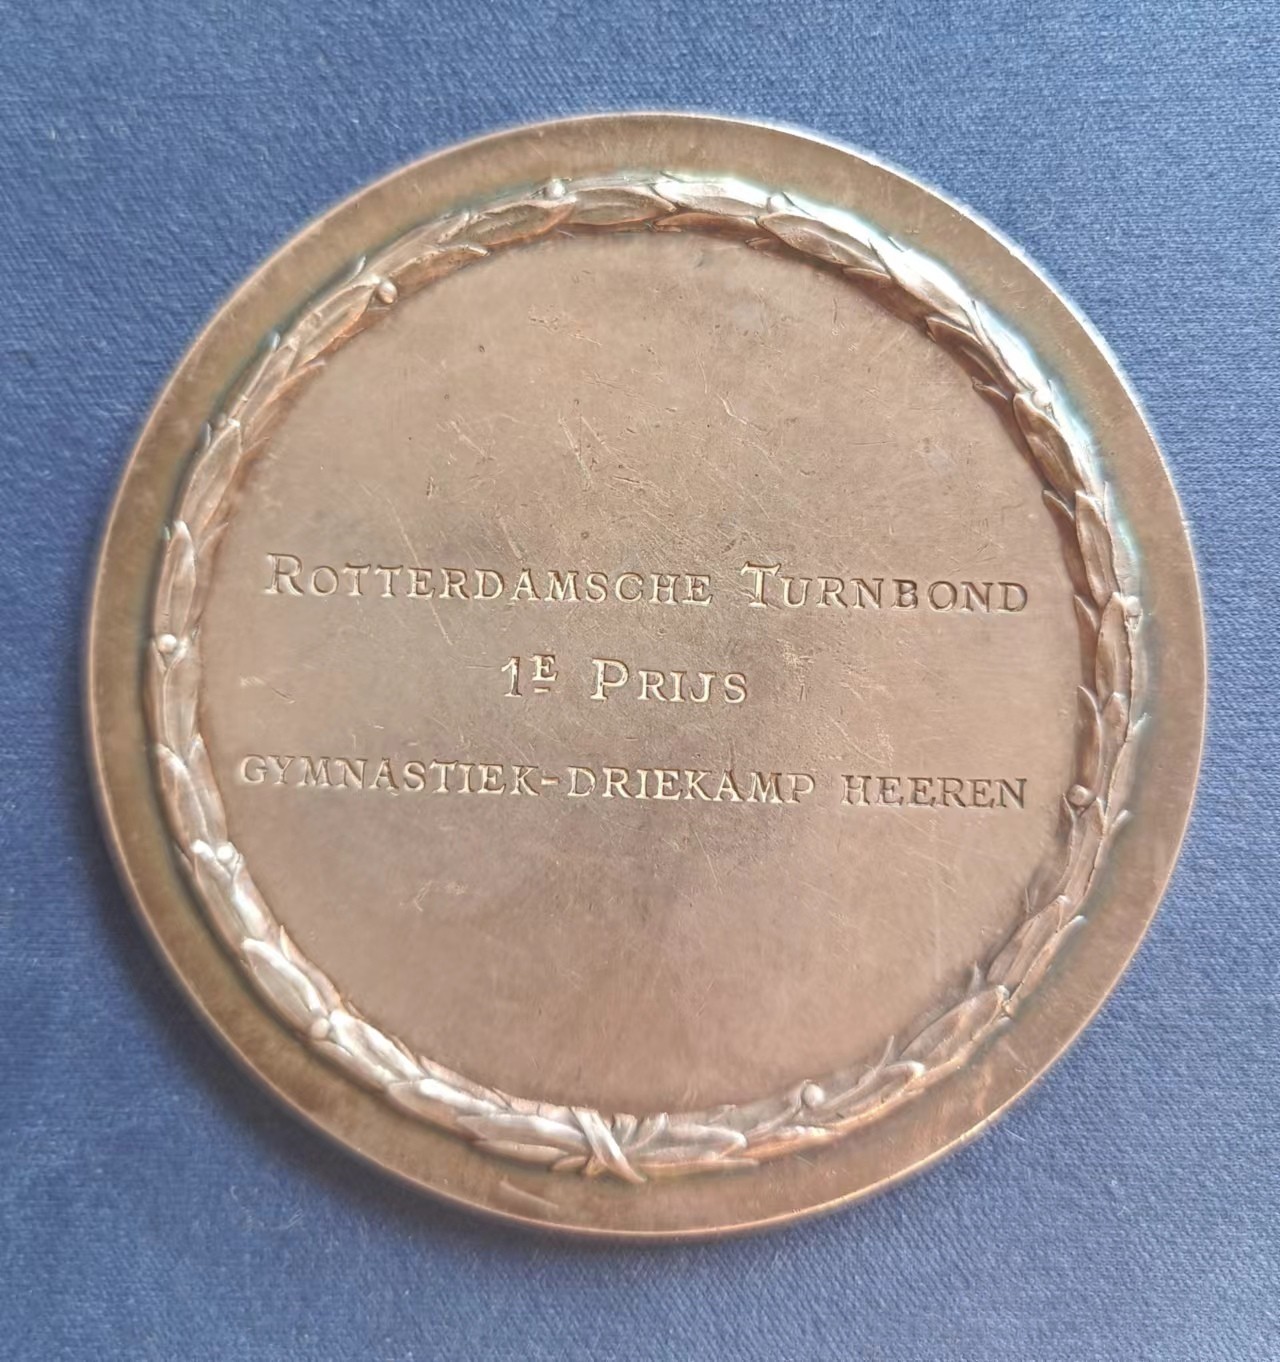 ROTTERDAMSCHE TURNBOND
1E PRIJS
GYMNASTIEK-DRIEKAMP HEEREN